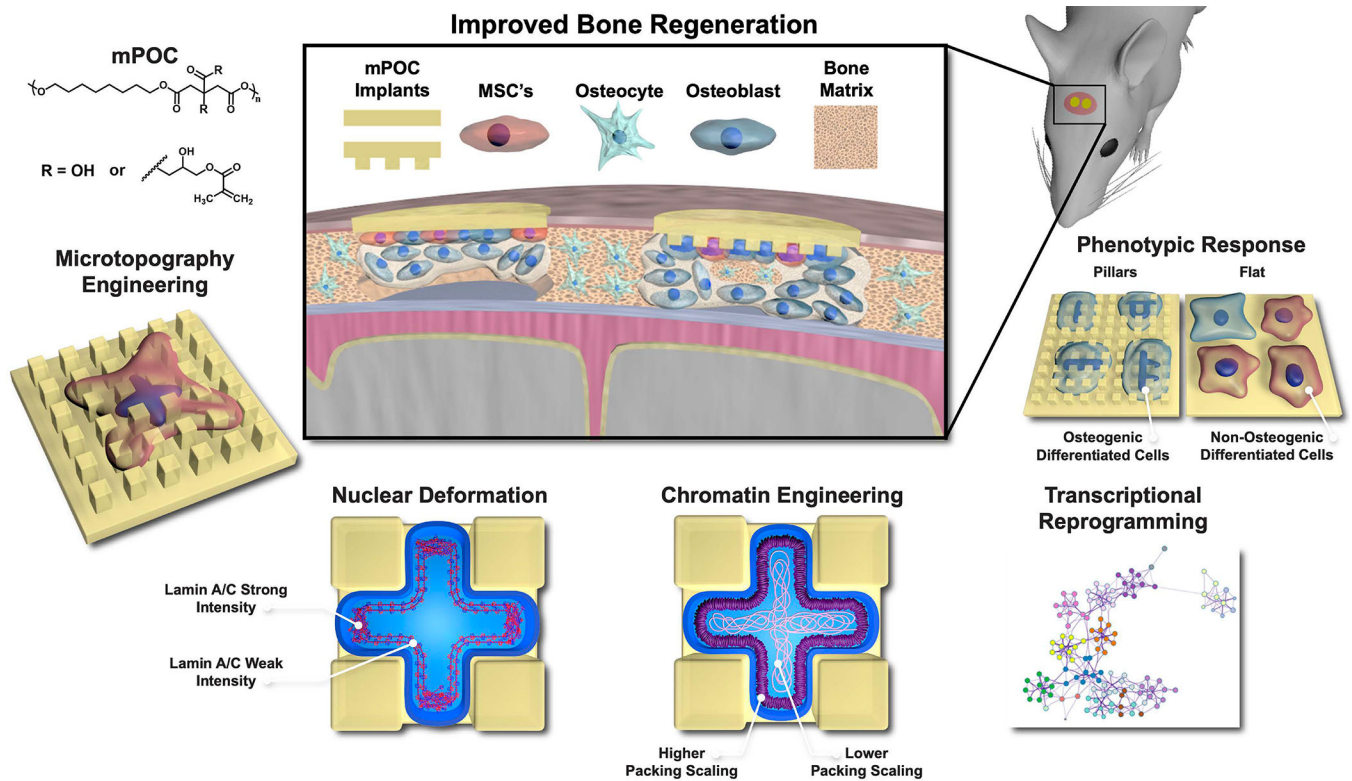 Improved Bone Regeneration
mPOC
O
O
O
R
O
R
O
O
n
R = OH or
OH
O
O
H₃C
CH₂
mPOC
Implants
MSC's
Osteocyte
Osteoblast
Bone
Matrix
Microtopography
Engineering
Phenotypic Response
Pillars
Flat
Osteogenic
Differentiated Cells
Non-Osteogenic
Differentiated Cells
Nuclear Deformation
Lamin A/C Strong
Intensity
Lamin A/C Weak
Intensity
Chromatin Engineering
Higher
Packing Scaling
Lower
Packing Scaling
Transcriptional
Reprogramming